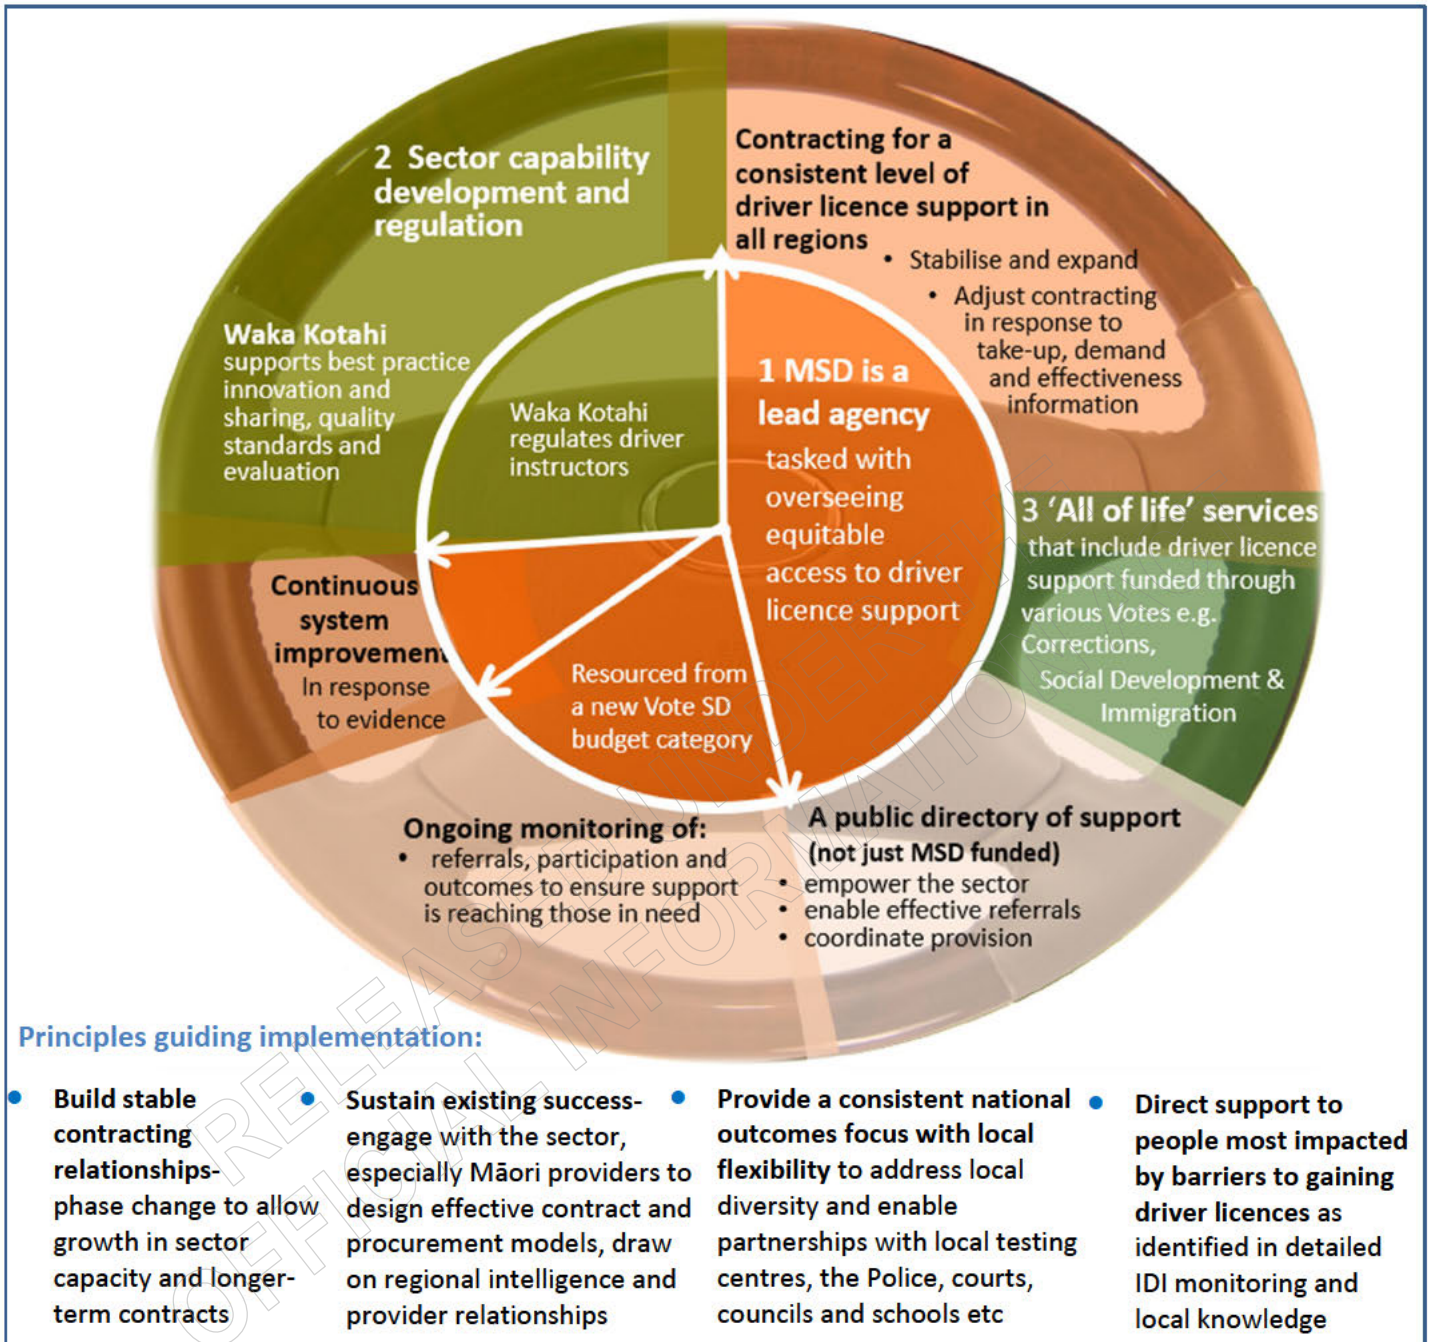 2 Sector capability
development and
regulation
Contracting for a
consistent level of
driver licence support in
all regions
• Stabilise and expand
• Adjust contracting
in response to
take-up, demand
and effectiveness
information
Waka Kotahi
supports best practice
innovation and
sharing, quality
standards and
evaluation
Waka Kotahi
regulates driver
instructors
1 MSD is a
lead agency
tasked with
overseeing
equitable
access to driver
licence support
3 ‘All of life’ services
that include driver licence
support funded through
various Votes e.g.
Corrections,
Social Development &
Immigration
Continuous
system
improvement
In response
to evidence
Resourced from
a new Vote SD
budget category
Ongoing monitoring of:
• referrals, participation and
outcomes to ensure support
is reaching those in need
A public directory of support
(not just MSD funded)
• empower the sector
• enable effective referrals
• coordinate provision
Principles guiding implementation:
• Build stable
contracting
relationships-
phase change to allow
growth in sector
capacity and longer-
term contracts
• Sustain existing success-
engage with the sector,
especially Māori providers to
design effective contract and
procurement models, draw
on regional intelligence and
provider relationships
• Provide a consistent national
outcomes focus with local
flexibility to address local
diversity and enable
partnerships with local testing
centres, the Police, courts,
councils and schools etc
• Direct support to
people most impacted
by barriers to gaining
driver licences as
identified in detailed
IDI monitoring and
local knowledge
RELEASED UNDER THE
OFFICIAL INFORMATION